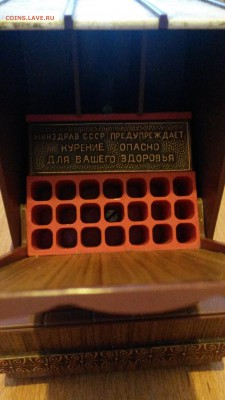 COINS.LAVE.RU
МИНЗДРАВ СССР ПРЕДУПРЕЖДАЕТ,
КУРЕНИЕ ОПАСНО
ДЛЯ ВАШЕГО ЗДОРОВЬЯ